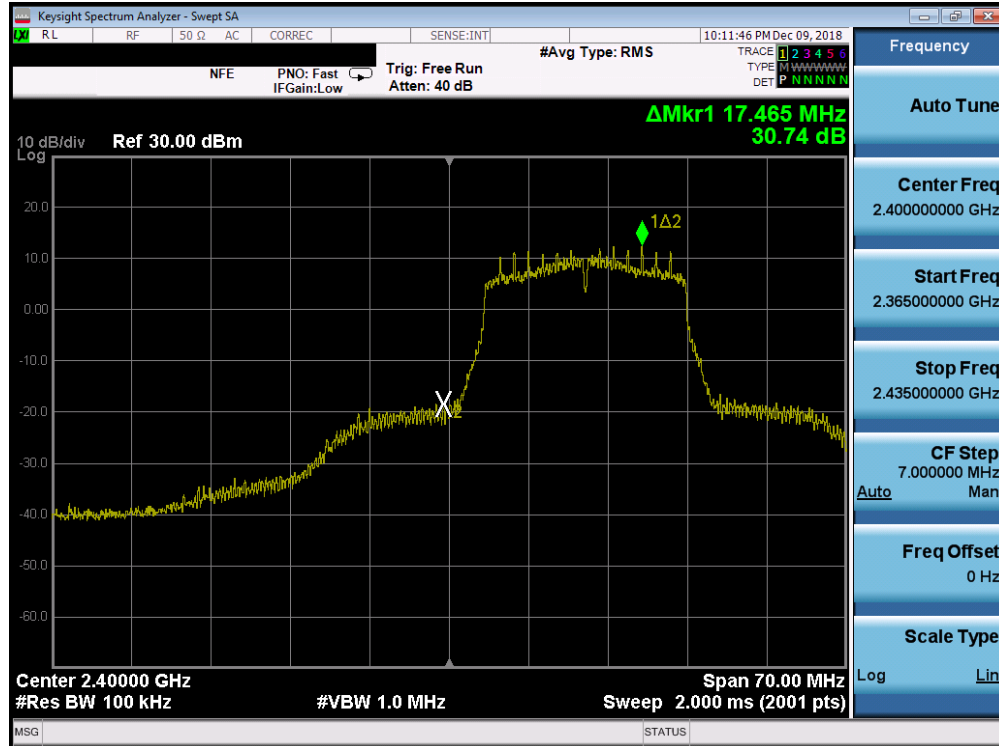 Keysight Spectrum Analyzer - Swept SA
LXI RL RF 50 Ω AC CORREC SENSE:INT 10:11:46 PM Dec 09, 2018
NFE PNO: Fast Trig: Free Run #Avg Type: RMS TRACE 1 2 3 4 5 6
IFGain:Low Atten: 40 dB TYPE M W W W W W
DET P N N N N N
ΔMkr1 17.465 MHz
30.74 dB
10 dB/div Ref 30.00 dBm
Log
20.0
10.0
0.00
-10.0
-20.0
-30.0
-40.0
-50.0
-60.0
1Δ2
X2
Center 2.40000 GHz Span 70.00 MHz
#Res BW 100 kHz #VBW 1.0 MHz Sweep 2.000 ms (2001 pts)
MSG STATUS
Frequency
Auto Tune
Center Freq
2.400000000 GHz
Start Freq
2.365000000 GHz
Stop Freq
2.435000000 GHz
CF Step
7.000000 MHz
Auto Man
Freq Offset
0 Hz
Scale Type
Log Lin